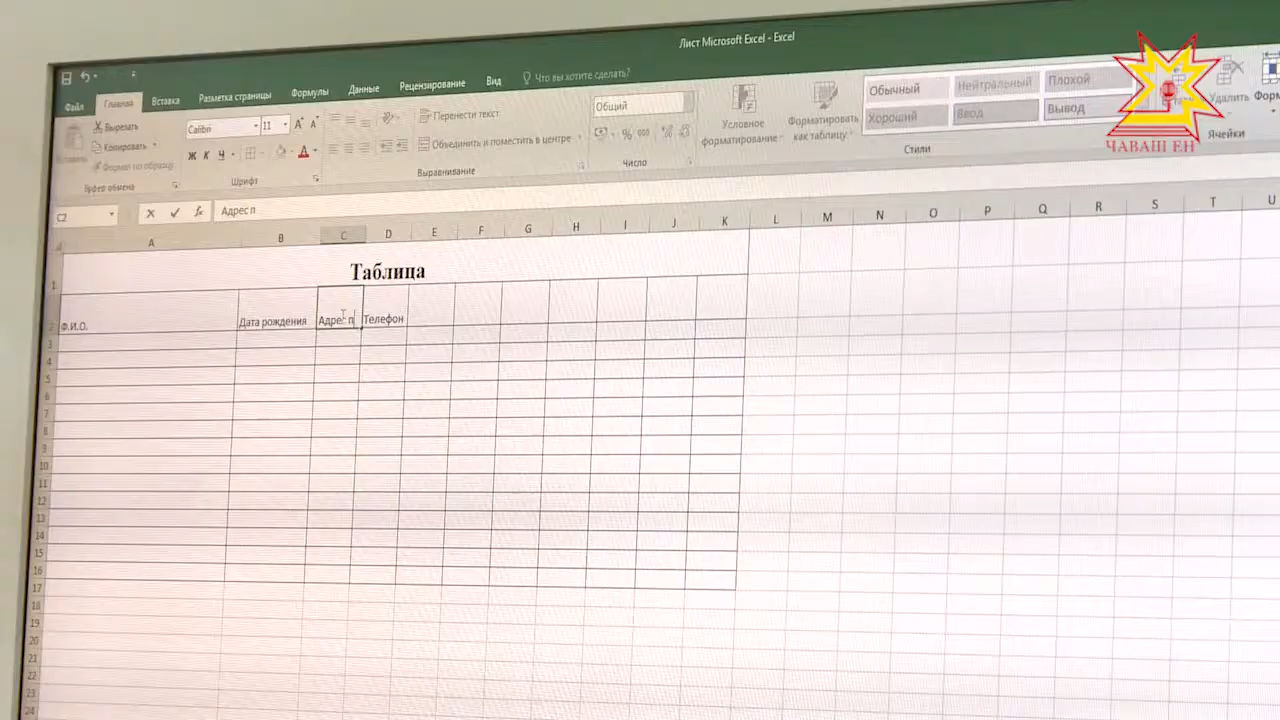 Лист Microsoft Excel - Excel
Файл Главная Вставка Разметка страницы Формулы Данные Рецензирование Вид Что вы хотите сделать?
Вырезать
Копировать
Формат по образцу
Буфер обмена
Calibri 11
Ж К Ч
Шрифт
Перенести текст
Объединить и поместить в центре
Выравнивание
Общий
% 000
Число
Условное форматирование
Форматировать как таблицу
Обычный Нейтральный Плохой
Хороший Ввод Вывод
Стили
Удалить
Ячейки
ЧАВАШ ЕН
C2 fx Адрес п
A B C D E F G H I J K L M N O P Q R S T U
1 Таблица
2 Ф.И.О. Дата рождения Адрес п Телефон
3
4
5
6
7
8
9
10
11
12
13
14
15
16
17
18
19
20
21
22
23
24